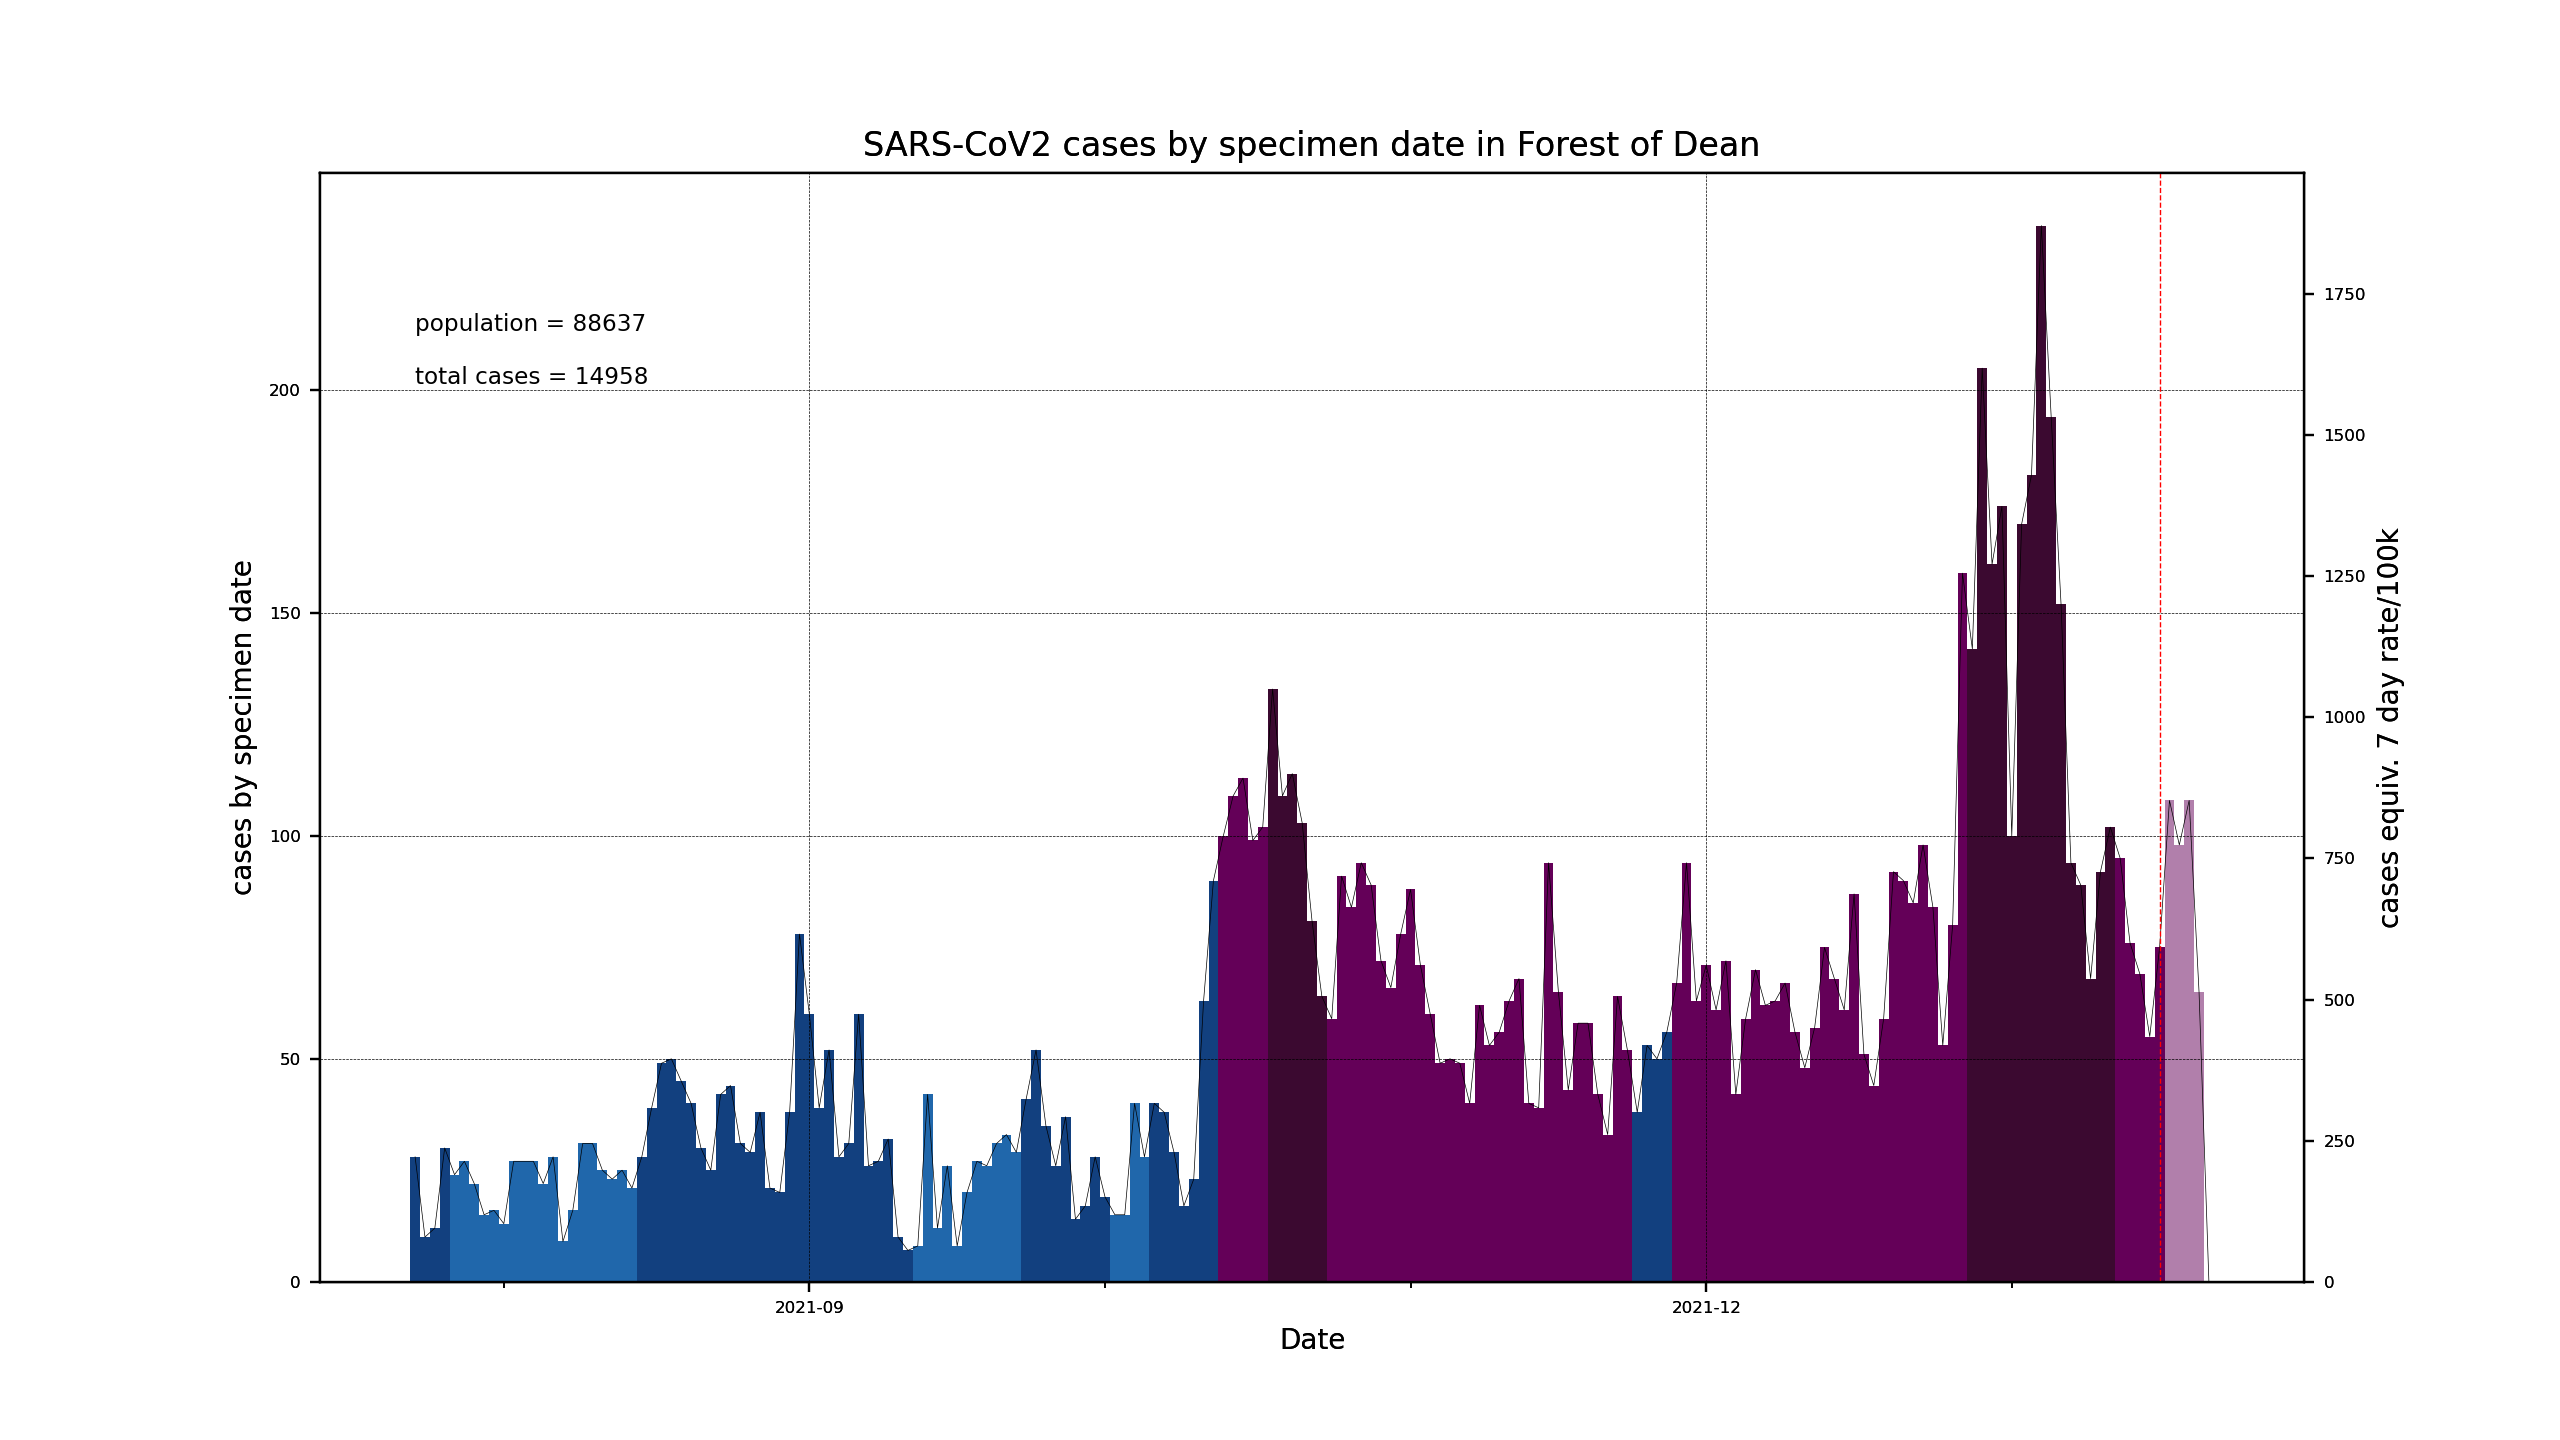 SARS-CoV2 cases by specimen date in Forest of Dean
population = 88637
total cases = 14958
cases by specimen date
200
150
100
50
0
1750
1500
1250
1000
750
500
250
0
cases equiv. 7 day rate/100k
2021-09
2021-12
Date